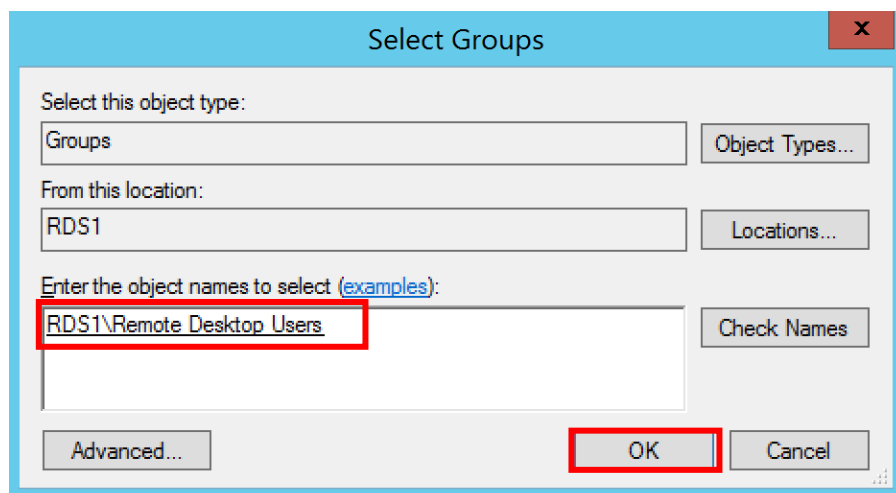 Select Groups
x
Select this object type:
Groups
Object Types...
From this location:
RDS1
Locations...
Enter the object names to select (examples):
RDS1\Remote Desktop Users
Check Names
Advanced...
OK
Cancel